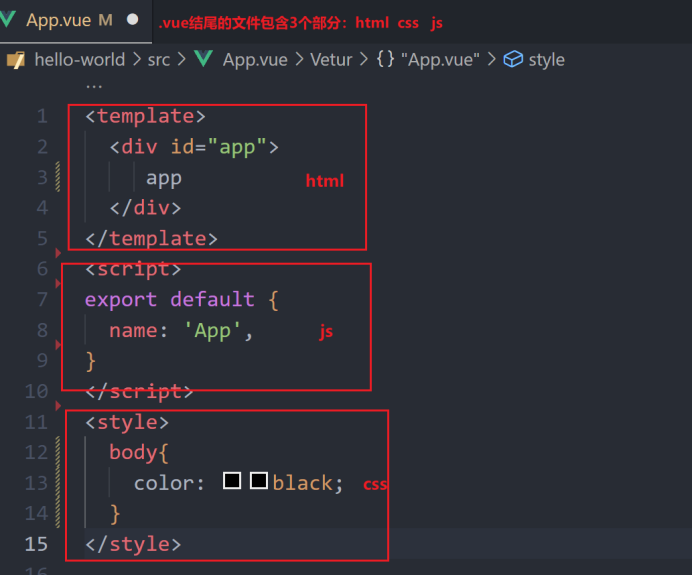 App.vue M ● .vue结尾的文件包含3个部分：html css js
hello-world > src > App.vue > Vetur > {} "App.vue" > style
...
1 <template>
2 <div id="app">
3 app html
4 </div>
5 </template>
6 <script>
7 export default {
8 name: 'App', js
9 }
10 </script>
11 <style>
12 body{
13 color: black; css
14 }
15 </style>
16